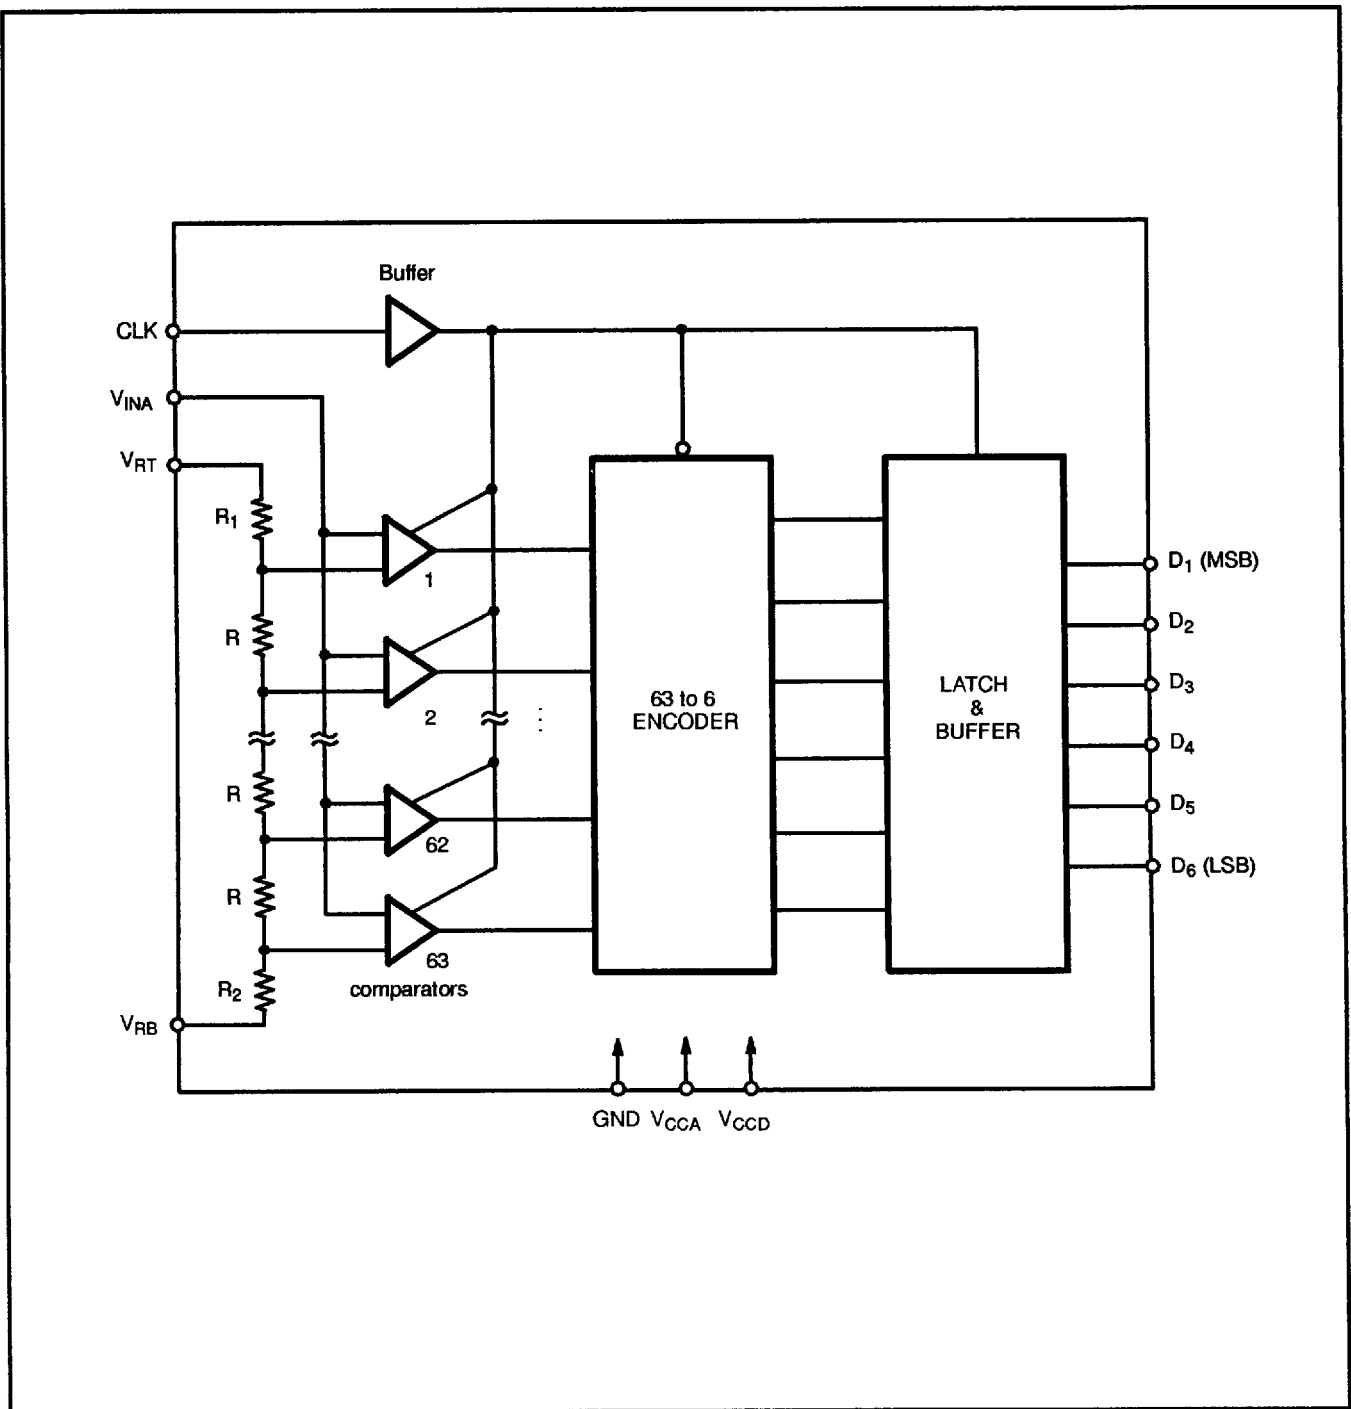 Buffer
CLK
VINA
VRT
R1
1
R
2
R
62
R
63
comparators
R2
VRB
63 to 6
ENCODER
LATCH
&
BUFFER
D1 (MSB)
D2
D3
D4
D5
D6 (LSB)
GND VCCA VCCD